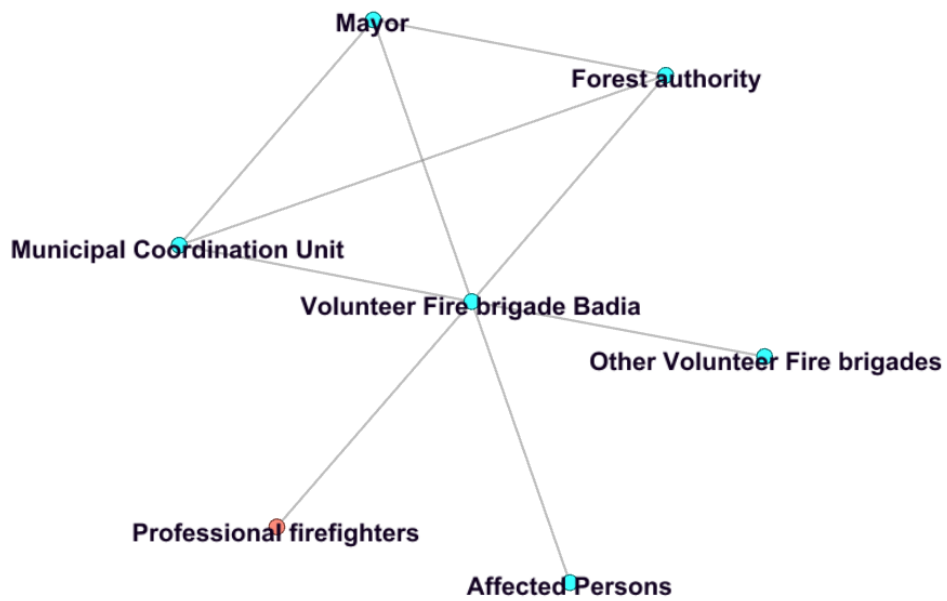 Mayor
Forest authority
Municipal Coordination Unit
Volunteer Fire brigade Badia
Other Volunteer Fire brigades
Professional firefighters
Affected Persons